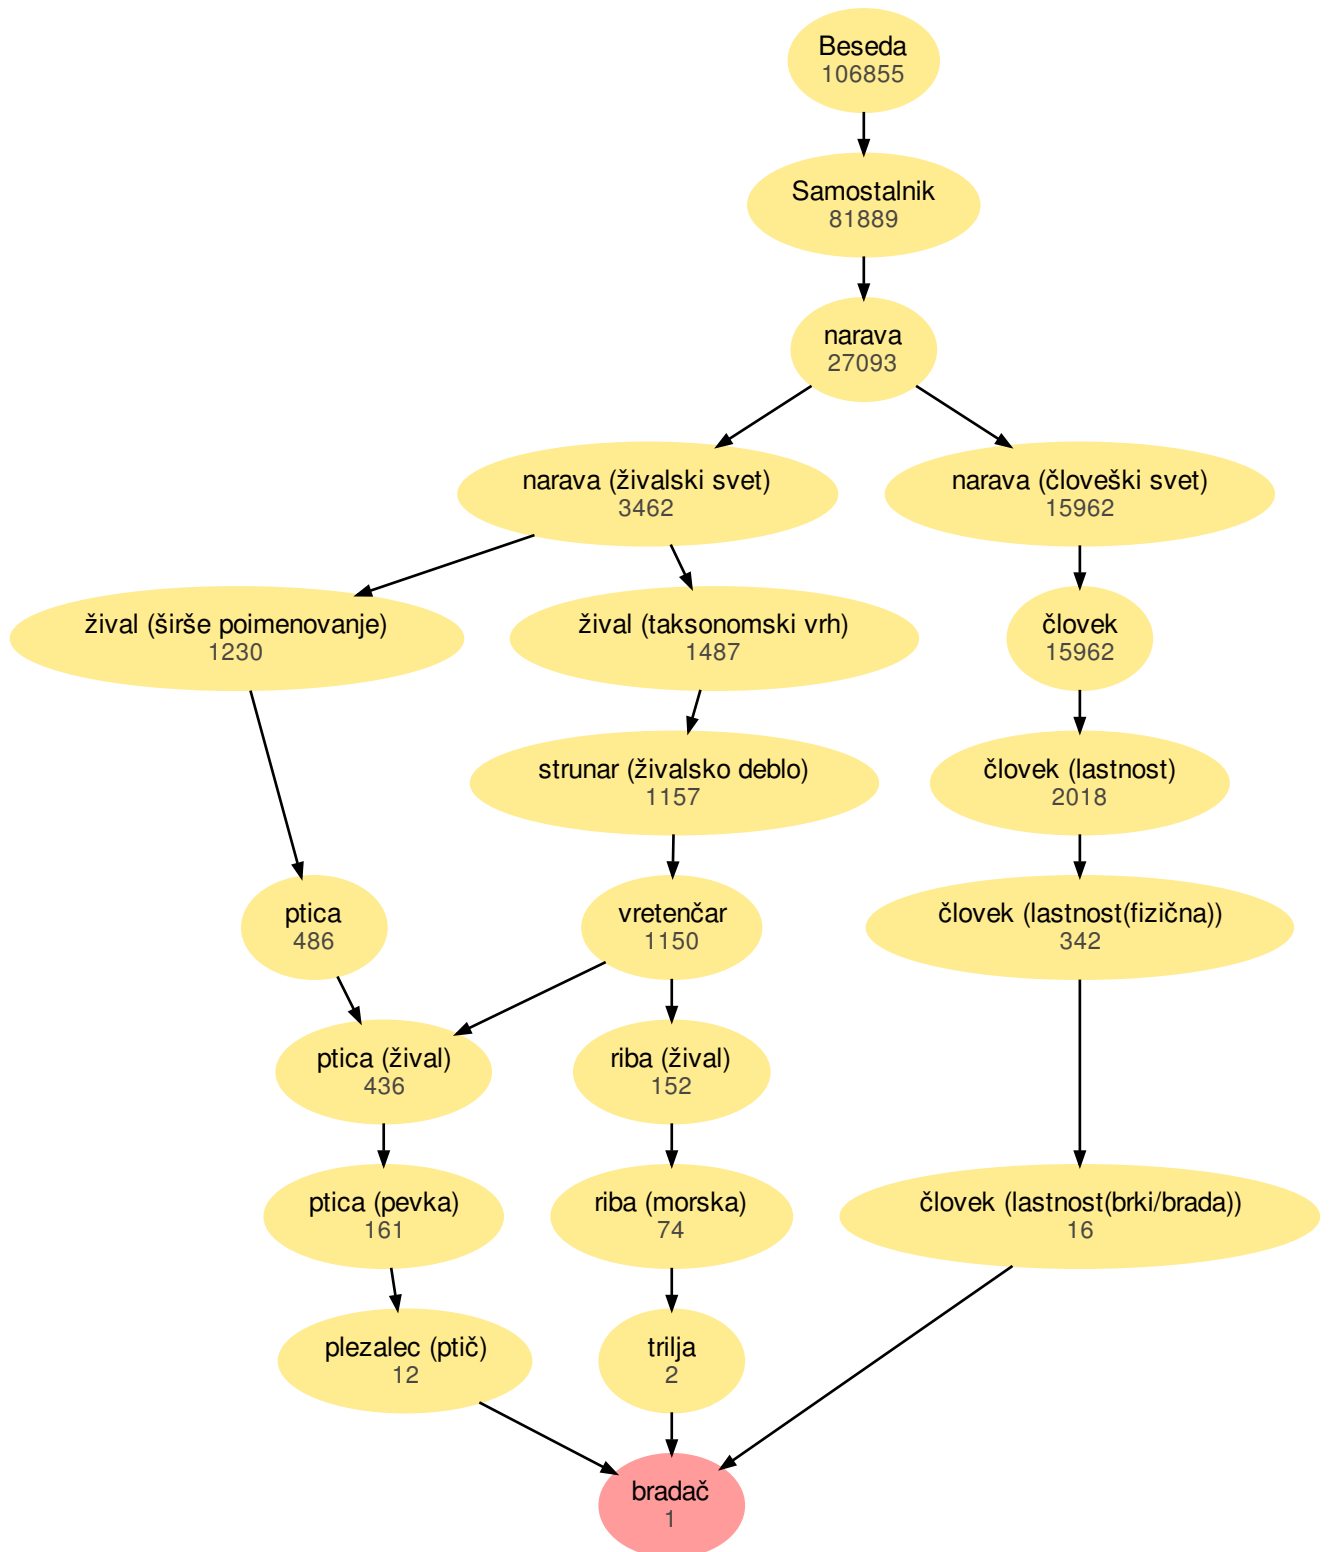 Beseda
106855
Samostalnik
81889
narava
27093
narava (živalski svet)
3462
narava (človeški svet)
15962
žival (širše poimenovanje)
1230
žival (taksonomski vrh)
1487
človek
15962
strunar (živalsko deblo)
1157
človek (lastnost)
2018
ptica
486
vretenčar
1150
človek (lastnost(fizična))
342
ptica (žival)
436
riba (žival)
152
ptica (pevka)
161
riba (morska)
74
človek (lastnost(brki/brada))
16
plezalec (ptič)
12
trilja
2
bradač
1